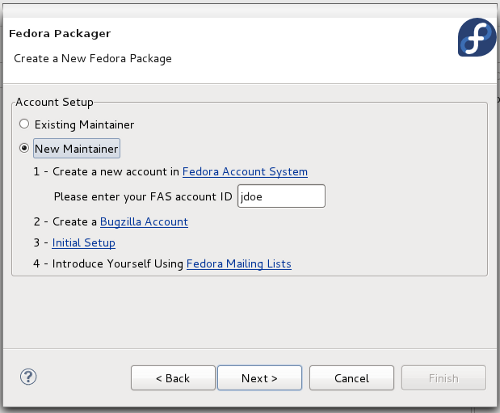 Fedora Packager
Create a New Fedora Package
Account Setup
Existing Maintainer
New Maintainer
1 - Create a new account in Fedora Account System
Please enter your FAS account ID jdoe
2 - Create a Bugzilla Account
3 - Initial Setup
4 - Introduce Yourself Using Fedora Mailing Lists
? < Back Next > Cancel Finish